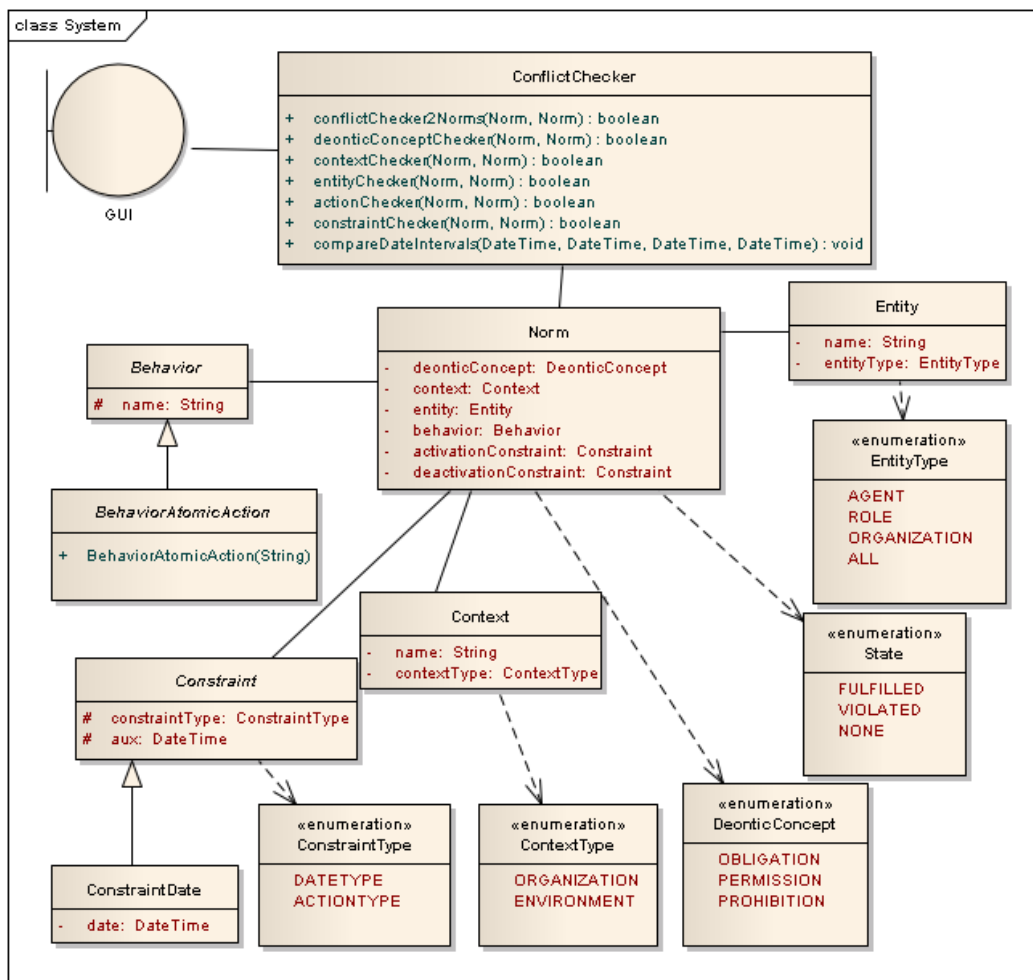 class System
GUI
ConflictChecker
+ conflictChecker2Norms(Norm, Norm) : boolean
+ deonticConceptChecker(Norm, Norm) : boolean
+ contextChecker(Norm, Norm) : boolean
+ entityChecker(Norm, Norm) : boolean
+ actionChecker(Norm, Norm) : boolean
+ constraintChecker(Norm, Norm) : boolean
+ compareDateIntervals(DateTime, DateTime, DateTime, DateTime) : void
Norm
- deonticConcept: DeonticConcept
- context: Context
- entity: Entity
- behavior: Behavior
- activationConstraint: Constraint
- deactivationConstraint: Constraint
Entity
- name: String
- entityType: EntityType
Behavior
# name: String
«enumeration»
EntityType
AGENT
ROLE
ORGANIZATION
ALL
BehaviorAtomicAction
+ BehaviorAtomicAction(String)
Context
- name: String
- contextType: ContextType
«enumeration»
State
FULFILLED
VIOLATED
NONE
Constraint
# constraintType: ConstraintType
# aux: DateTime
«enumeration»
ConstraintType
DATETYPE
ACTIONTYPE
«enumeration»
ContextType
ORGANIZATION
ENVIRONMENT
«enumeration»
DeonticConcept
OBLIGATION
PERMISSION
PROHIBITION
ConstraintDate
- date: DateTime